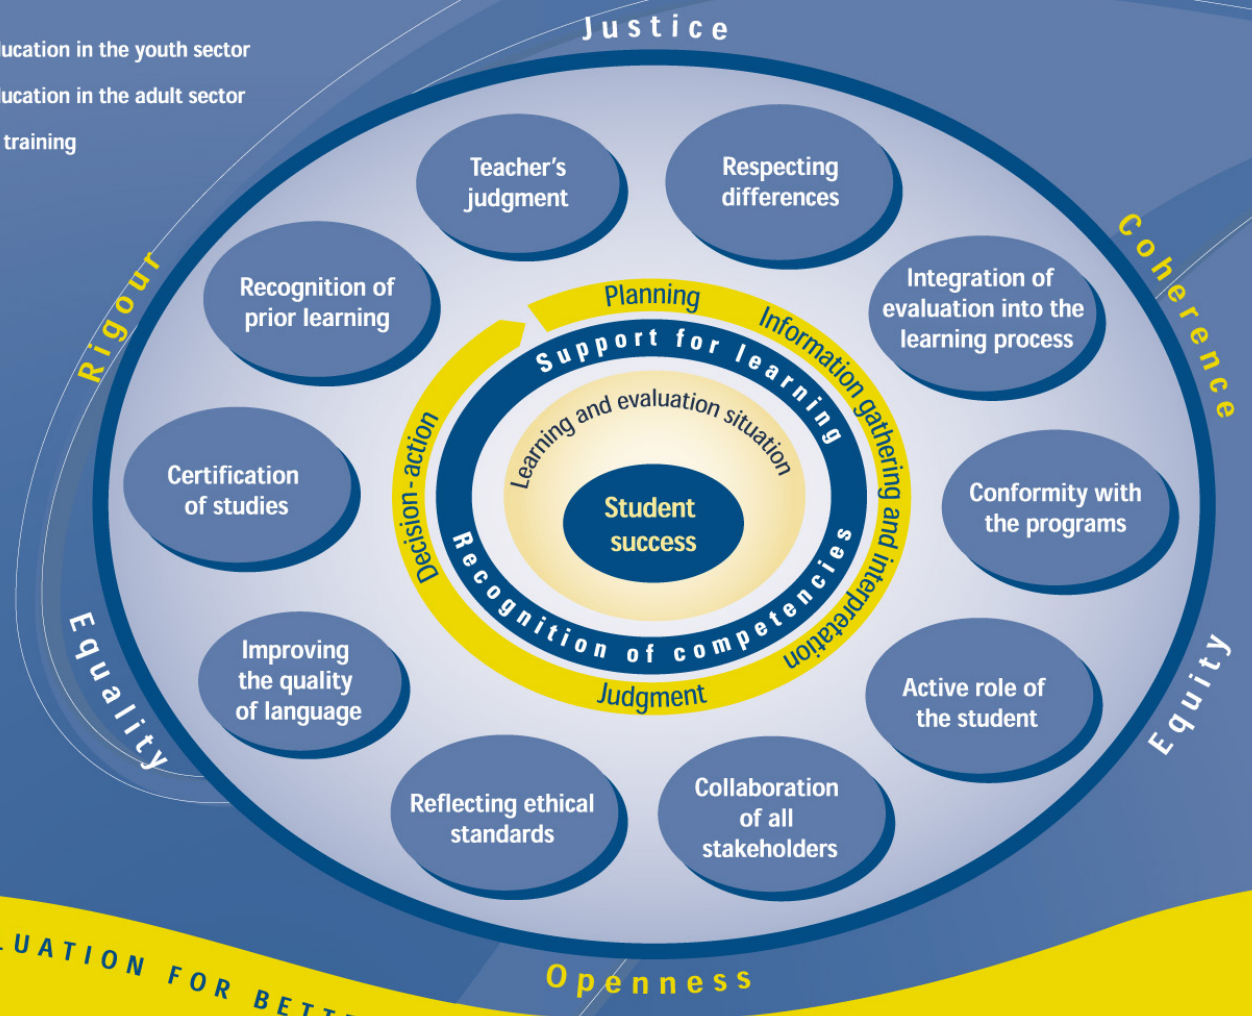 Justice
ducation in the youth sector
ducation in the adult sector
training
Rigour
Coherence
Equality
Equity
Openness
Teacher's
judgment
Respecting
differences
Recognition of
prior learning
Integration of
evaluation into the
learning process
Certification
of studies
Conformity with
the programs
Improving
the quality
of language
Active role of
the student
Reflecting ethical
standards
Collaboration
of all
stakeholders
Planning
Information gathering and interpretation
Judgment
Decision-action
Support for learning
Recognition of competencies
Learning and evaluation situation
Student
success
LUATION FOR BETT